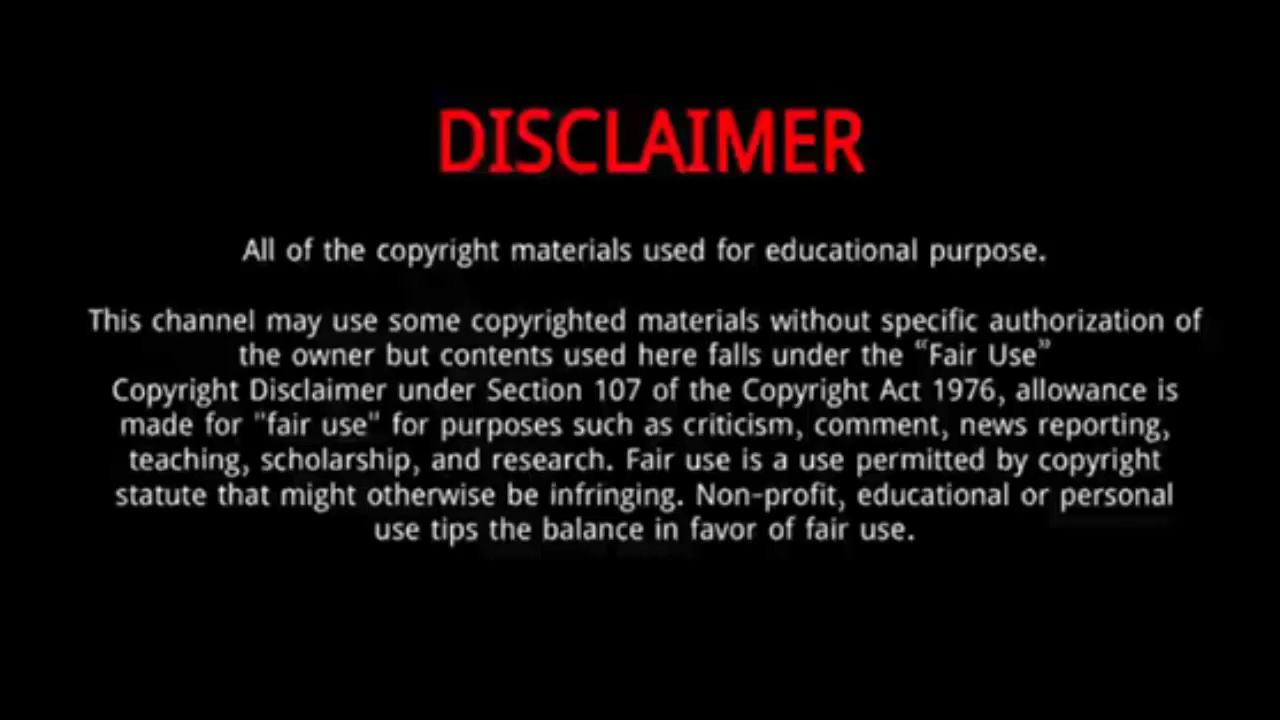 DISCLAIMER
All of the copyright materials used for educational purpose.
This channel may use some copyrighted materials without specific authorization of
the owner but contents used here falls under the “Fair Use”
Copyright Disclaimer under Section 107 of the Copyright Act 1976, allowance is
made for "fair use" for purposes such as criticism, comment, news reporting,
teaching, scholarship, and research. Fair use is a use permitted by copyright
statute that might otherwise be infringing. Non-profit, educational or personal
use tips the balance in favor of fair use.